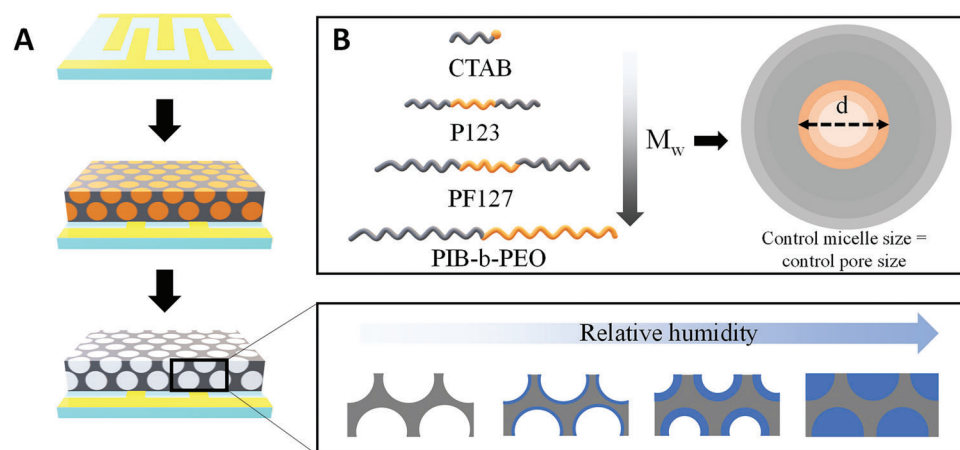 A
B
CTAB
P123
PF127
PIB-b-PEO
Mw
d
Control micelle size =
control pore size
Relative humidity